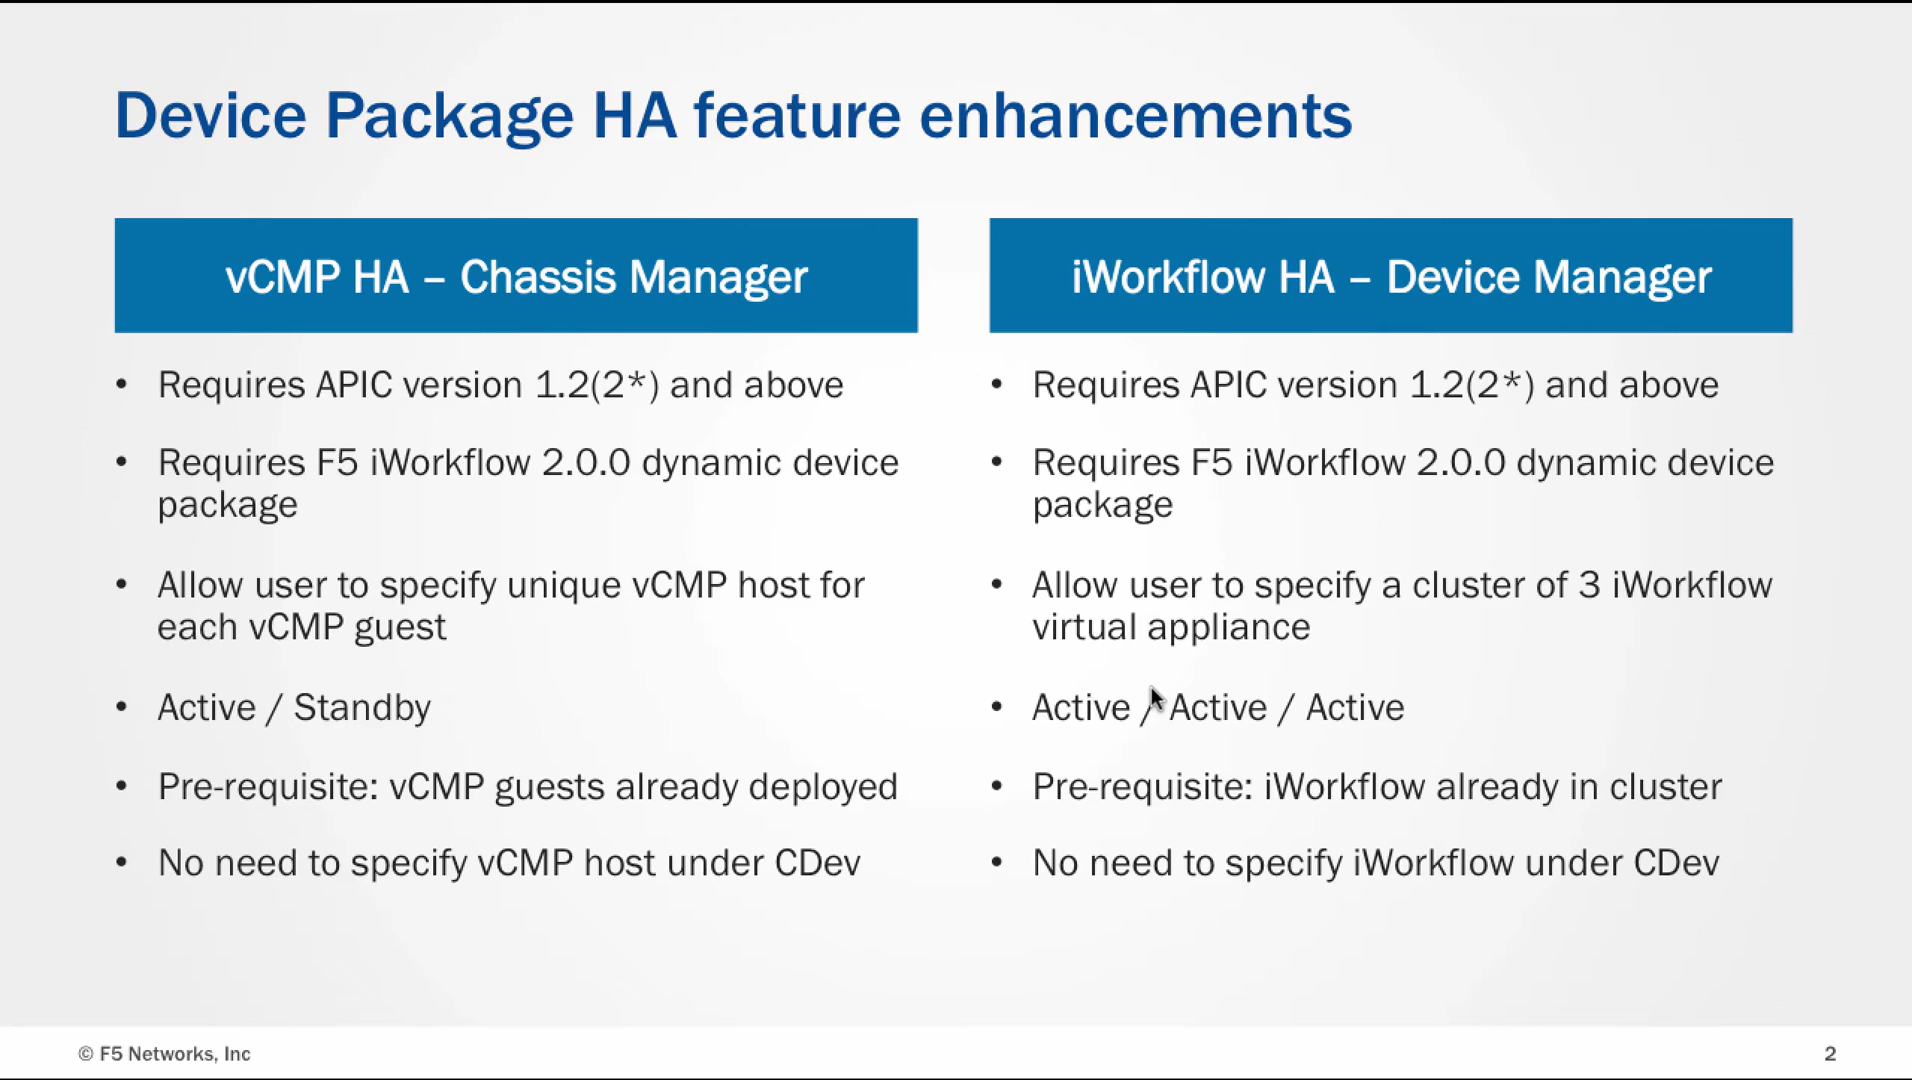 Device Package HA feature enhancements
vCMP HA – Chassis Manager
• Requires APIC version 1.2(2*) and above
• Requires F5 iWorkflow 2.0.0 dynamic device
package
• Allow user to specify unique vCMP host for
each vCMP guest
• Active / Standby
• Pre-requisite: vCMP guests already deployed
• No need to specify vCMP host under CDev
iWorkflow HA – Device Manager
• Requires APIC version 1.2(2*) and above
• Requires F5 iWorkflow 2.0.0 dynamic device
package
• Allow user to specify a cluster of 3 iWorkflow
virtual appliance
• Active / Active / Active
• Pre-requisite: iWorkflow already in cluster
• No need to specify iWorkflow under CDev
© F5 Networks, Inc
2